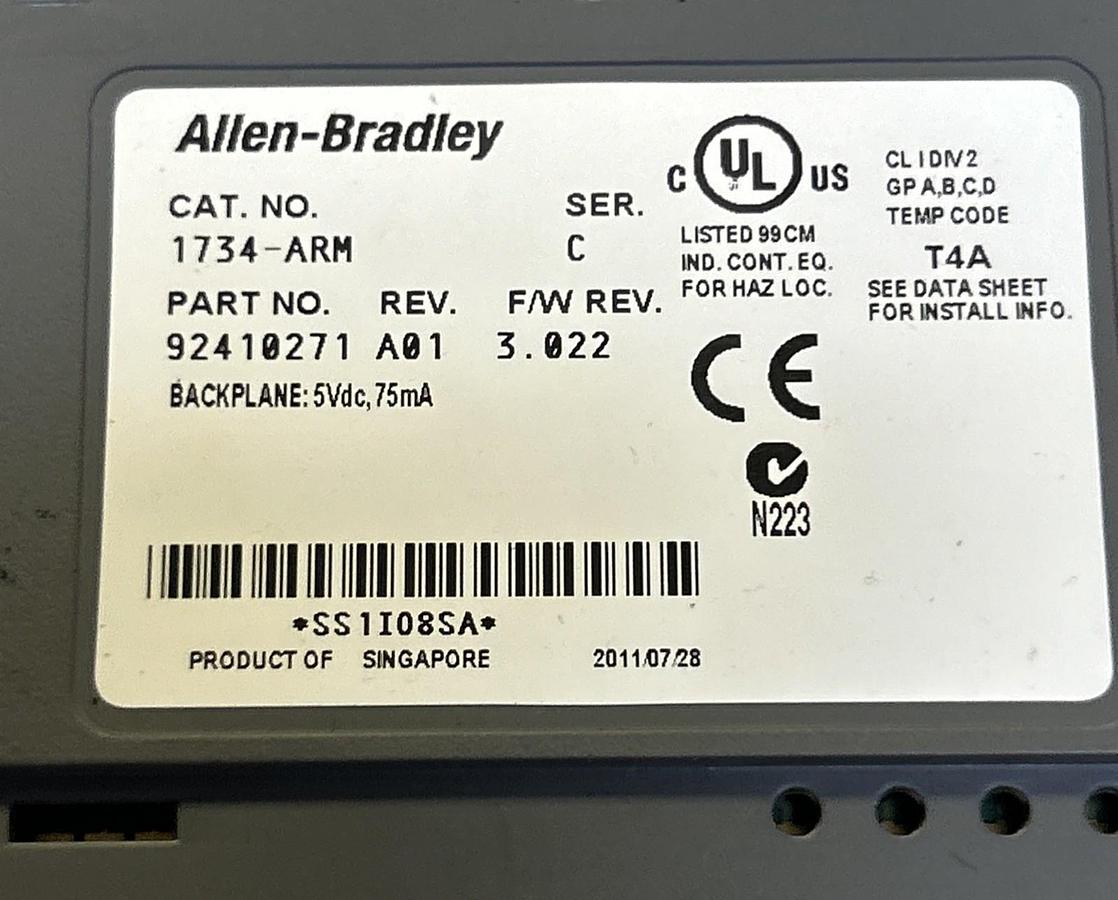 Allen-Bradley
CAT. NO. SER.
1734-ARM C
PART NO. REV. F/W REV.
92410271 A01 3.022
BACKPLANE: 5Vdc, 75mA
C UL US
LISTED 99CM
IND. CONT. EQ.
FOR HAZ LOC.
CL I DIV 2
GP A,B,C,D
TEMP CODE
T4A
SEE DATA SHEET
FOR INSTALL INFO.
CE
N223
*SS1I08SA*
PRODUCT OF SINGAPORE 2011/07/28